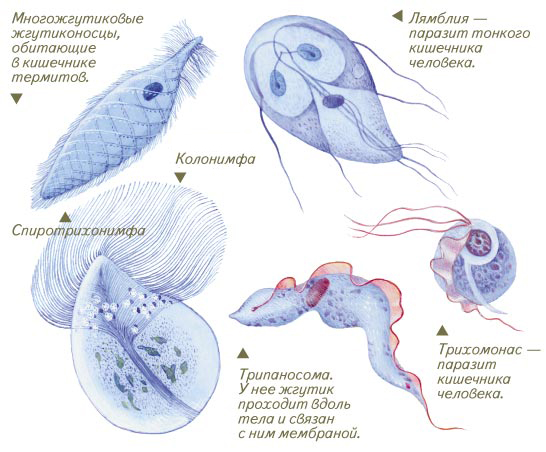 Многожгутиковые
жгутиконосцы,
обитающие
в кишечнике
термитов.
Лямблия —
паразит тонкого
кишечника
человека.
Колонимфа
Спиротрихонимфа
Трипаносома.
У нее жгутик
проходит вдоль
тела и связан
с ним мембраной.
Трихомонас —
паразит
кишечника
человека.